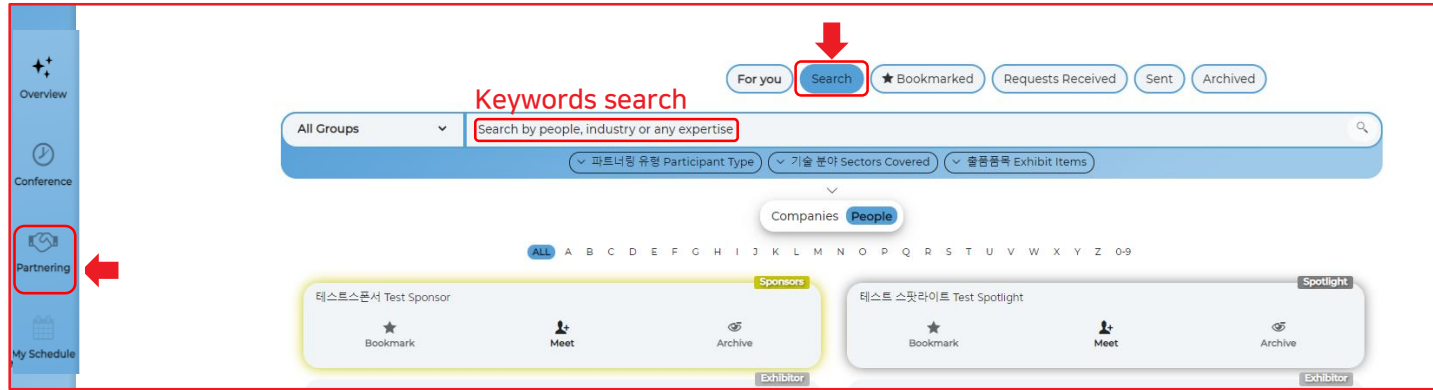 Overview
Conference
Partnering
My Schedule
For you Search Bookmarked Requests Received Sent Archived
Keywords search
All Groups Search by people, industry or any expertise
파트너링 유형 Participant Type 기술 분야 Sectors Covered 출품품목 Exhibit Items
Companies People
ALL A B C D E F G H I J K L M N O P Q R S T U V W X Y Z 0-9
Sponsors Spotlight
테스트스폰서 Test Sponsor 테스트 스팟라이트 Test Spotlight
Bookmark Meet Archive Bookmark Meet Archive
Exhibitor Exhibitor